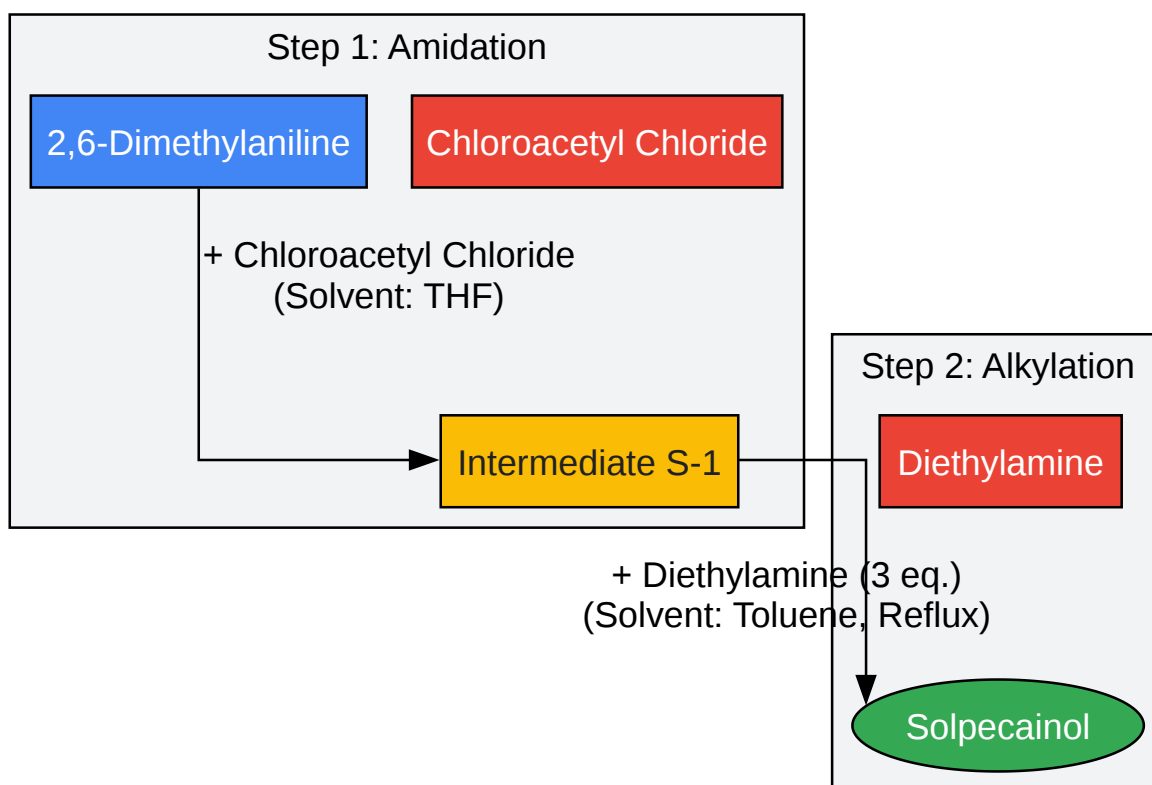 Step 1: Amidation
2,6-Dimethylaniline
Chloroacetyl Chloride
+ Chloroacetyl Chloride
(Solvent: THF)
Intermediate S-1
Step 2: Alkylation
Diethylamine
+ Diethylamine (3 eq.)
(Solvent: Toluene, Reflux)
Solpecainol